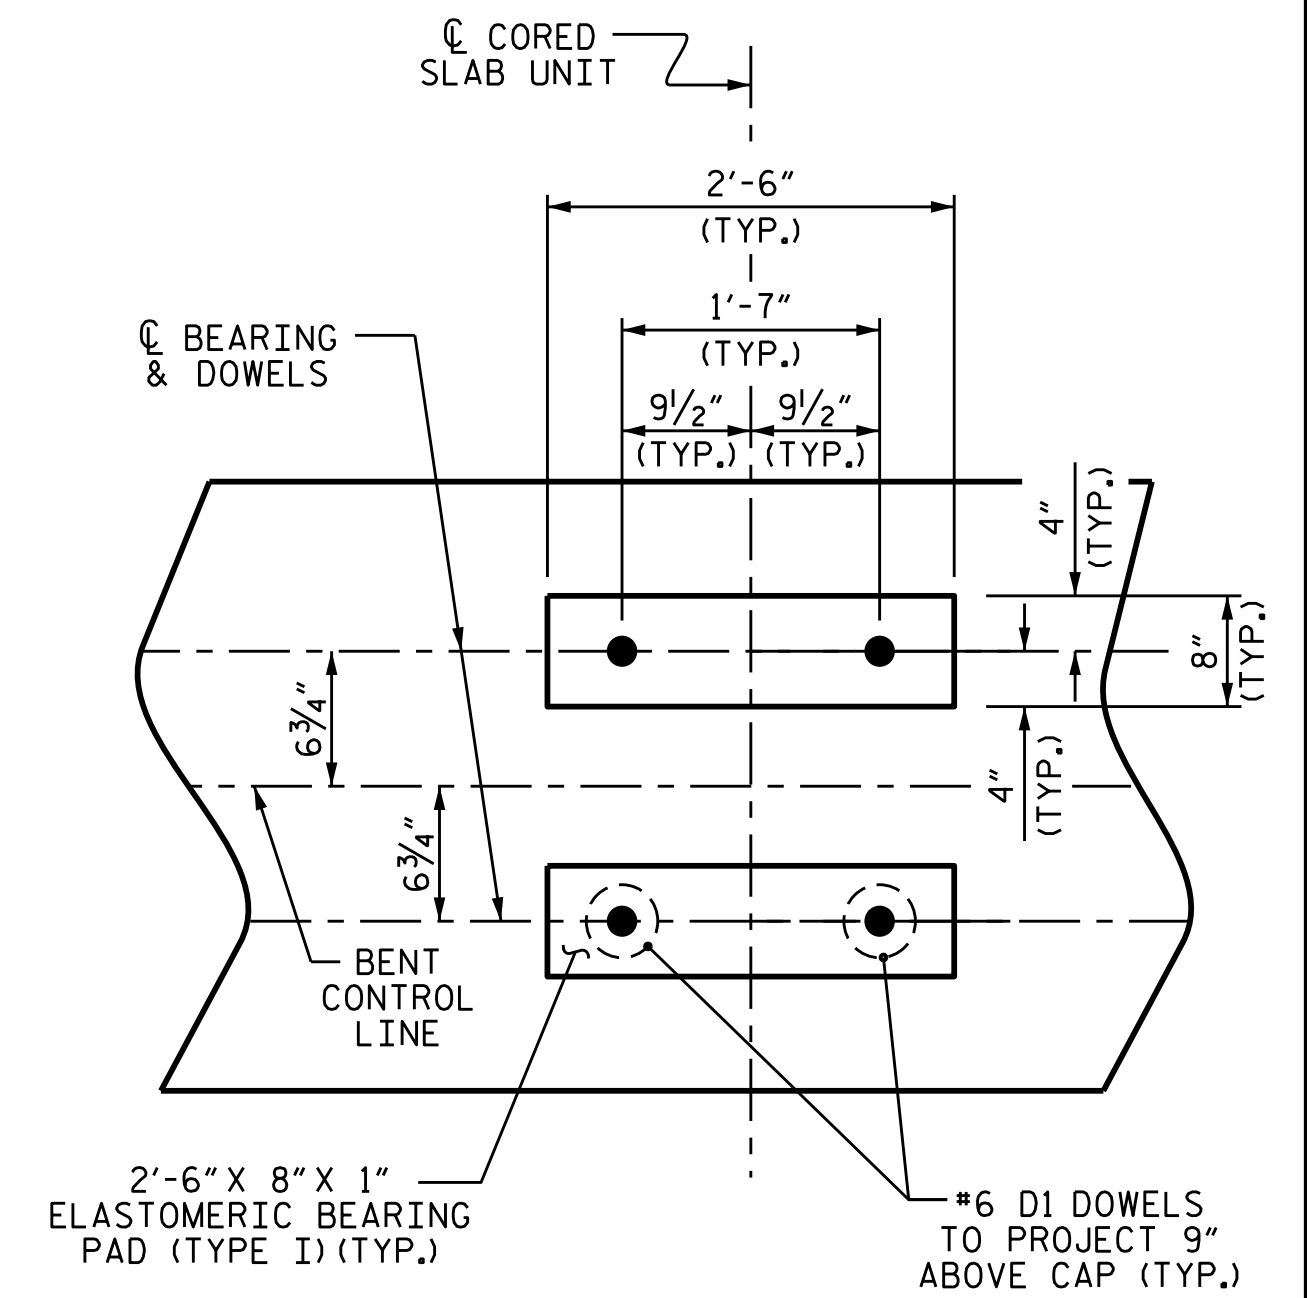 ℄ CORED
SLAB UNIT
2'-6"
(TYP.)
1'-7"
(TYP.)
℄ BEARING
& DOWELS
9½" 9½"
(TYP.) (TYP.)
4"
(TYP.)
8"
(TYP.)
6¾"
4"
(TYP.)
6¾"
BENT
CONTROL
LINE
2'-6" X 8" X 1"
ELASTOMERIC BEARING
PAD (TYPE I)(TYP.)
#6 D1 DOWELS
TO PROJECT 9"
ABOVE CAP (TYP.)